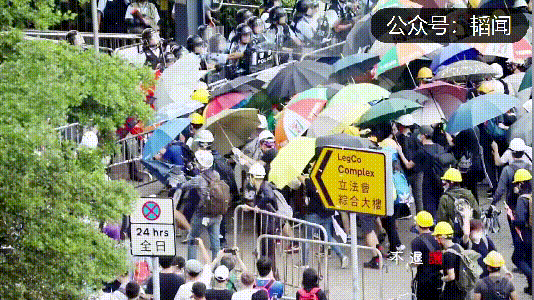 公众号：韬闻
LegCo
Complex
立法會
綜合大樓
24 hrs
全日
不退